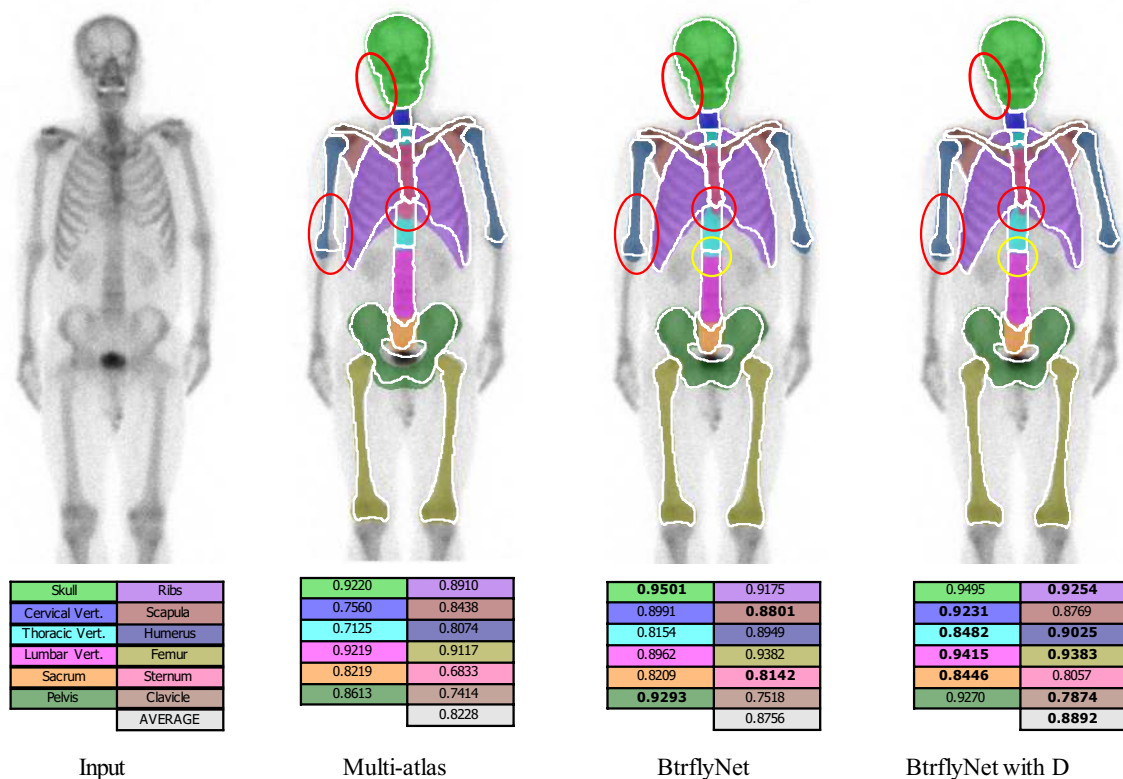 Skull Ribs 0.9220 0.8910 0.9501 0.9175 0.9495 0.9254
Cervical Vert. Scapula 0.7560 0.8438 0.8991 0.8801 0.9231 0.8769
Thoracic Vert. Humerus 0.7125 0.8074 0.8154 0.8949 0.8482 0.9025
Lumbar Vert. Femur 0.9219 0.9117 0.8962 0.9382 0.9415 0.9383
Sacrum Sternum 0.8219 0.6833 0.8209 0.8142 0.8446 0.8057
Pelvis Clavicle 0.8613 0.7414 0.9293 0.7518 0.9270 0.7874
AVERAGE 0.8228 0.8756 0.8892
Input Multi-atlas BtrflyNet BtrflyNet with D